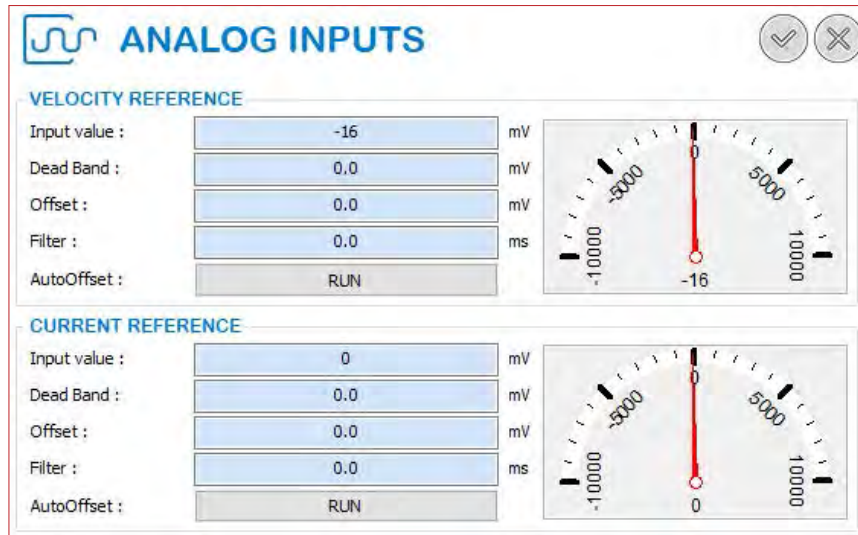 ANALOG INPUTS
VELOCITY REFERENCE
Input value : -16 mV
Dead Band : 0.0 mV
Offset : 0.0 mV
Filter : 0.0 ms
AutoOffset : RUN
-10000 -5000 0 5000 10000
-16
CURRENT REFERENCE
Input value : 0 mV
Dead Band : 0.0 mV
Offset : 0.0 mV
Filter : 0.0 ms
AutoOffset : RUN
-10000 -5000 0 5000 10000
0